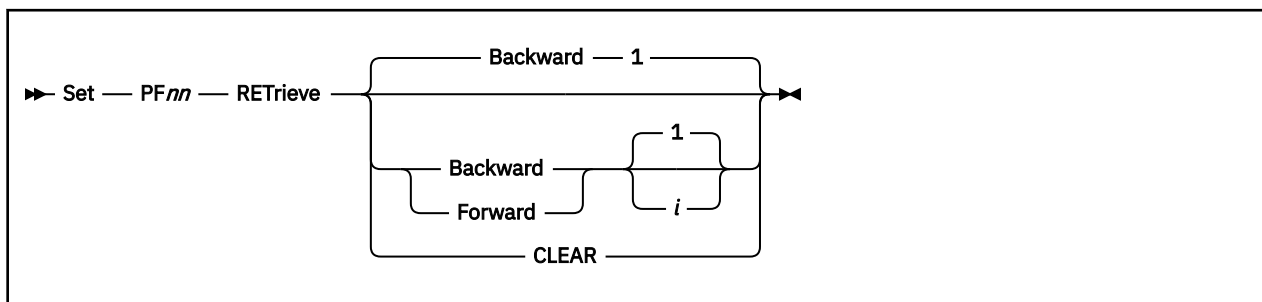 Backward 1
Set PFnn RETrieve
1
Backward
i
Forward
CLEAR